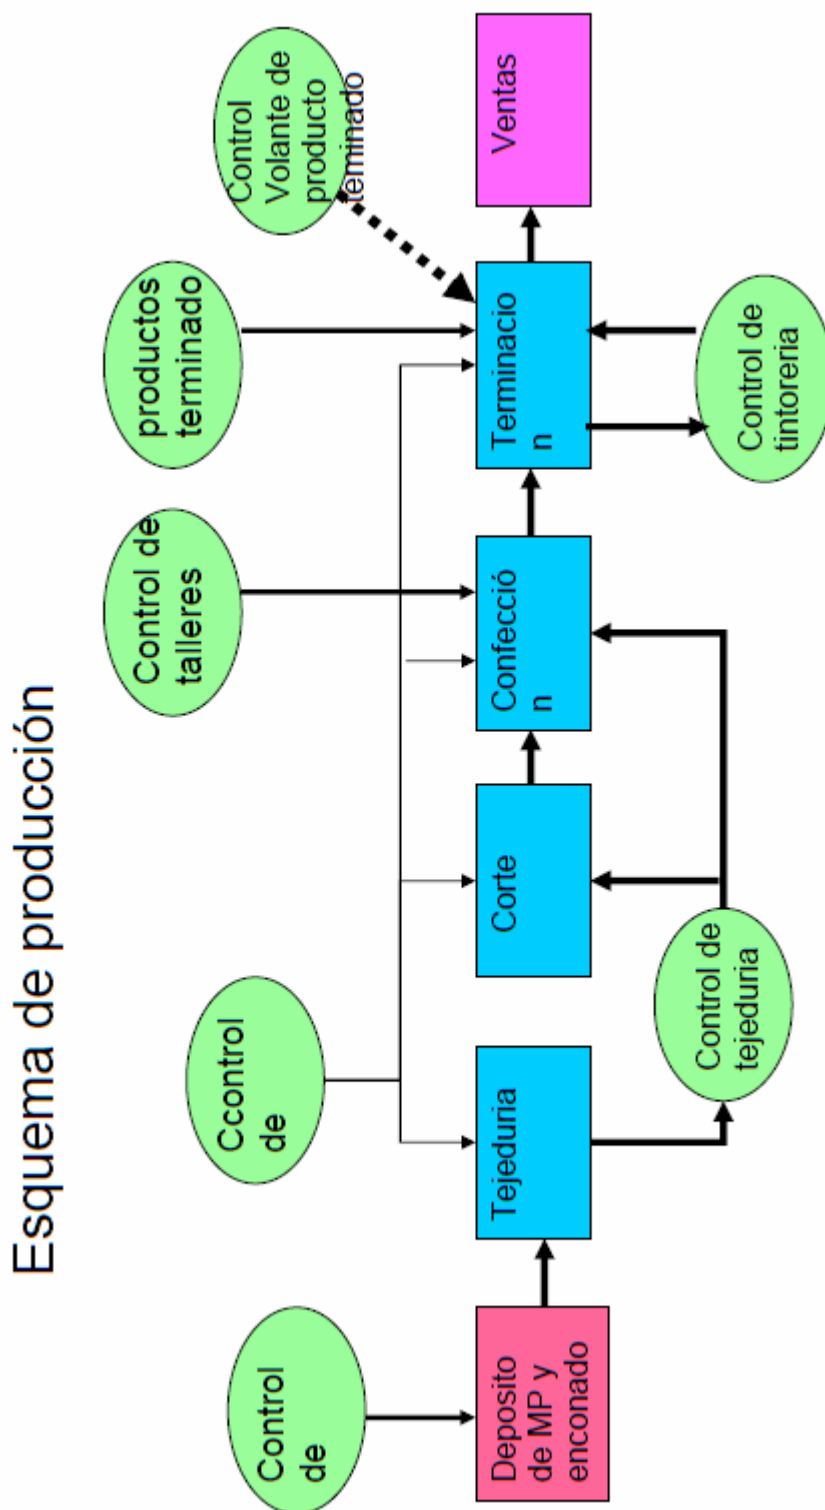 Esquema de producción
Control
de
Ccontrol
de
Control de
talleres
productos
terminado
Control
Volante de
producto
teminado
Deposito
de MP y
enconado
Tejeduria
Corte
Confecció
n
Terminacio
n
Ventas
Control de
tejeduria
Control de
tintoreria